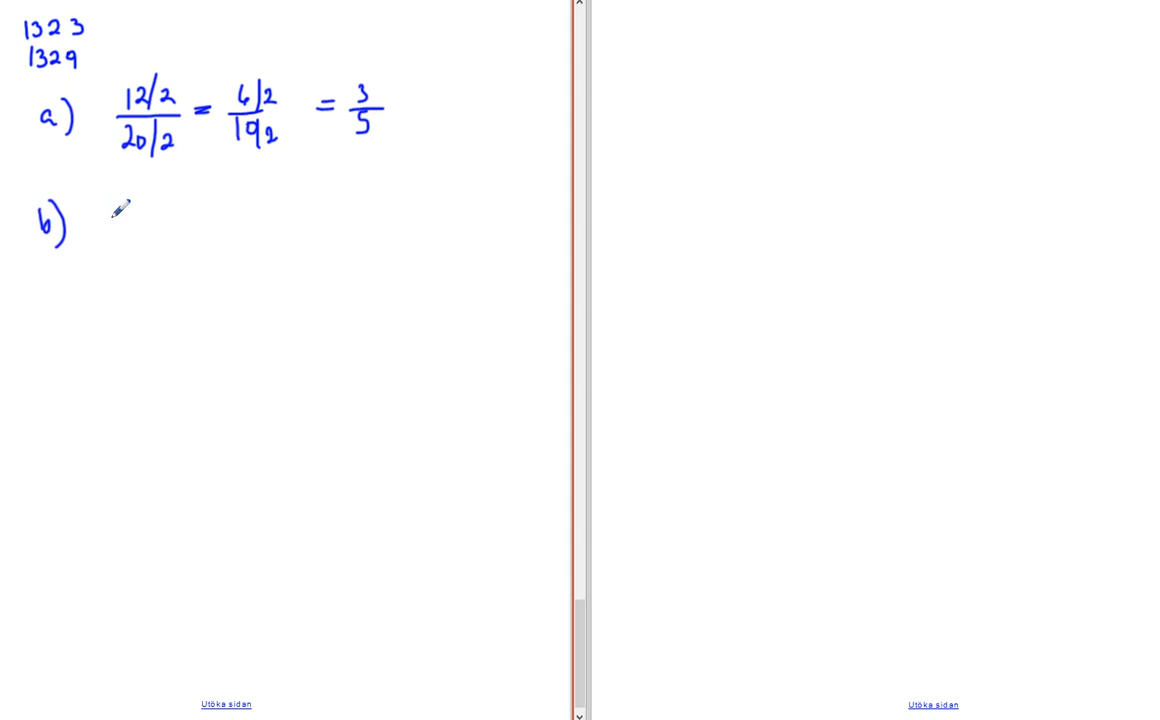 1323
1329
a) 12/2 / 20/2 = 6/2 / 10/2 = 3/5
b)
Utöka sidan
Utöka sidan